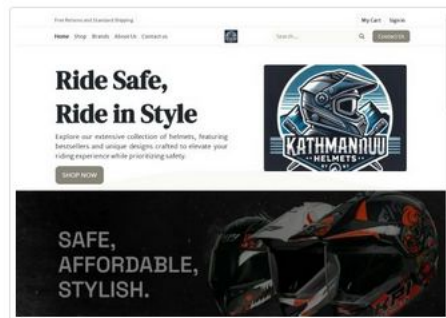 Free Returns and Standard Shipping
My Cart Sign in
Home Shop Brands About Us Contact us
Search...
Contact Us
Ride Safe,
Ride in Style
Explore our extensive collection of helmets, featuring
bestsellers and unique designs crafted to elevate your
riding experience while prioritizing safety.
SHOP NOW
KATHMANDUU
HELMETS
SAFE,
AFFORDABLE,
STYLISH.